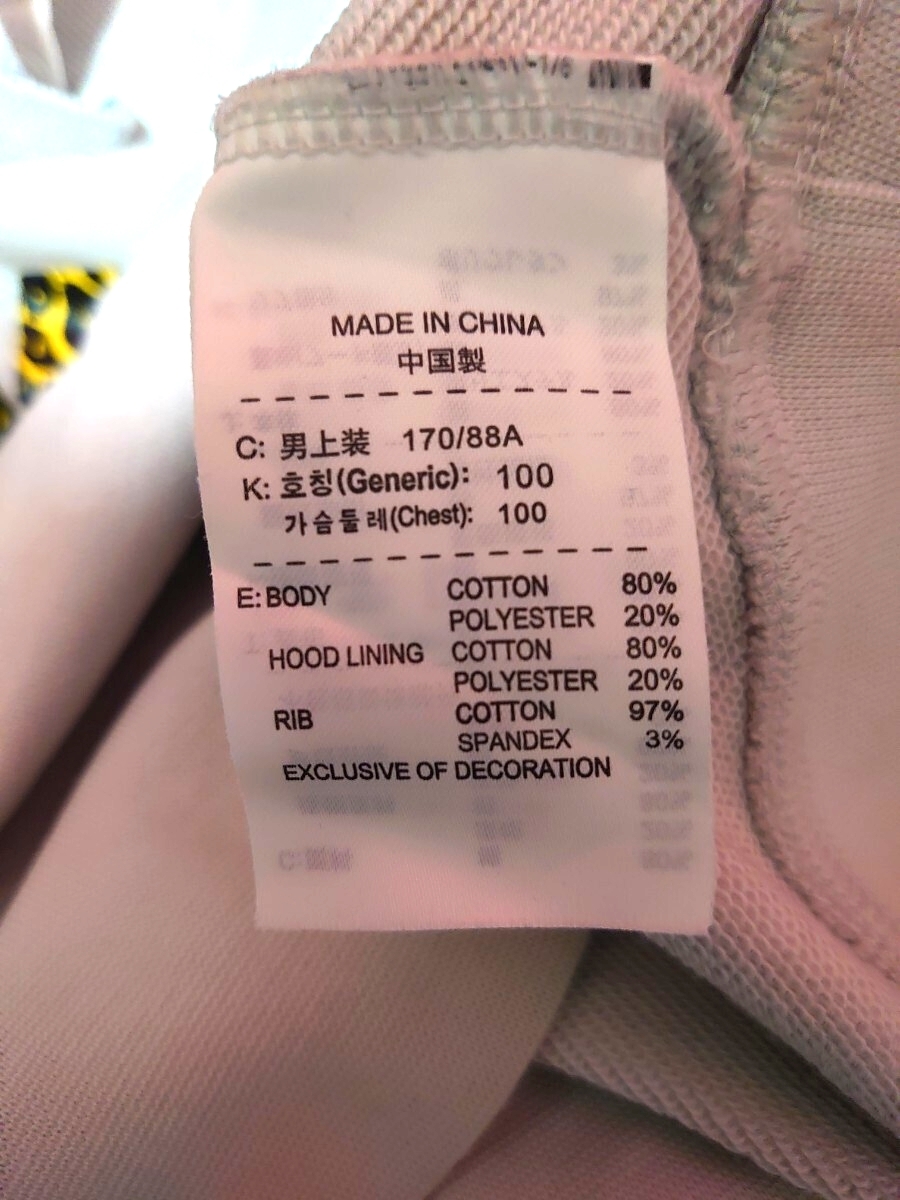 MADE IN CHINA
中国製
C: 男上装 170/88A
K: 호칭(Generic): 100
가슴둘레(Chest): 100
E: BODY COTTON 80%
POLYESTER 20%
HOOD LINING COTTON 80%
POLYESTER 20%
RIB COTTON 97%
SPANDEX 3%
EXCLUSIVE OF DECORATION